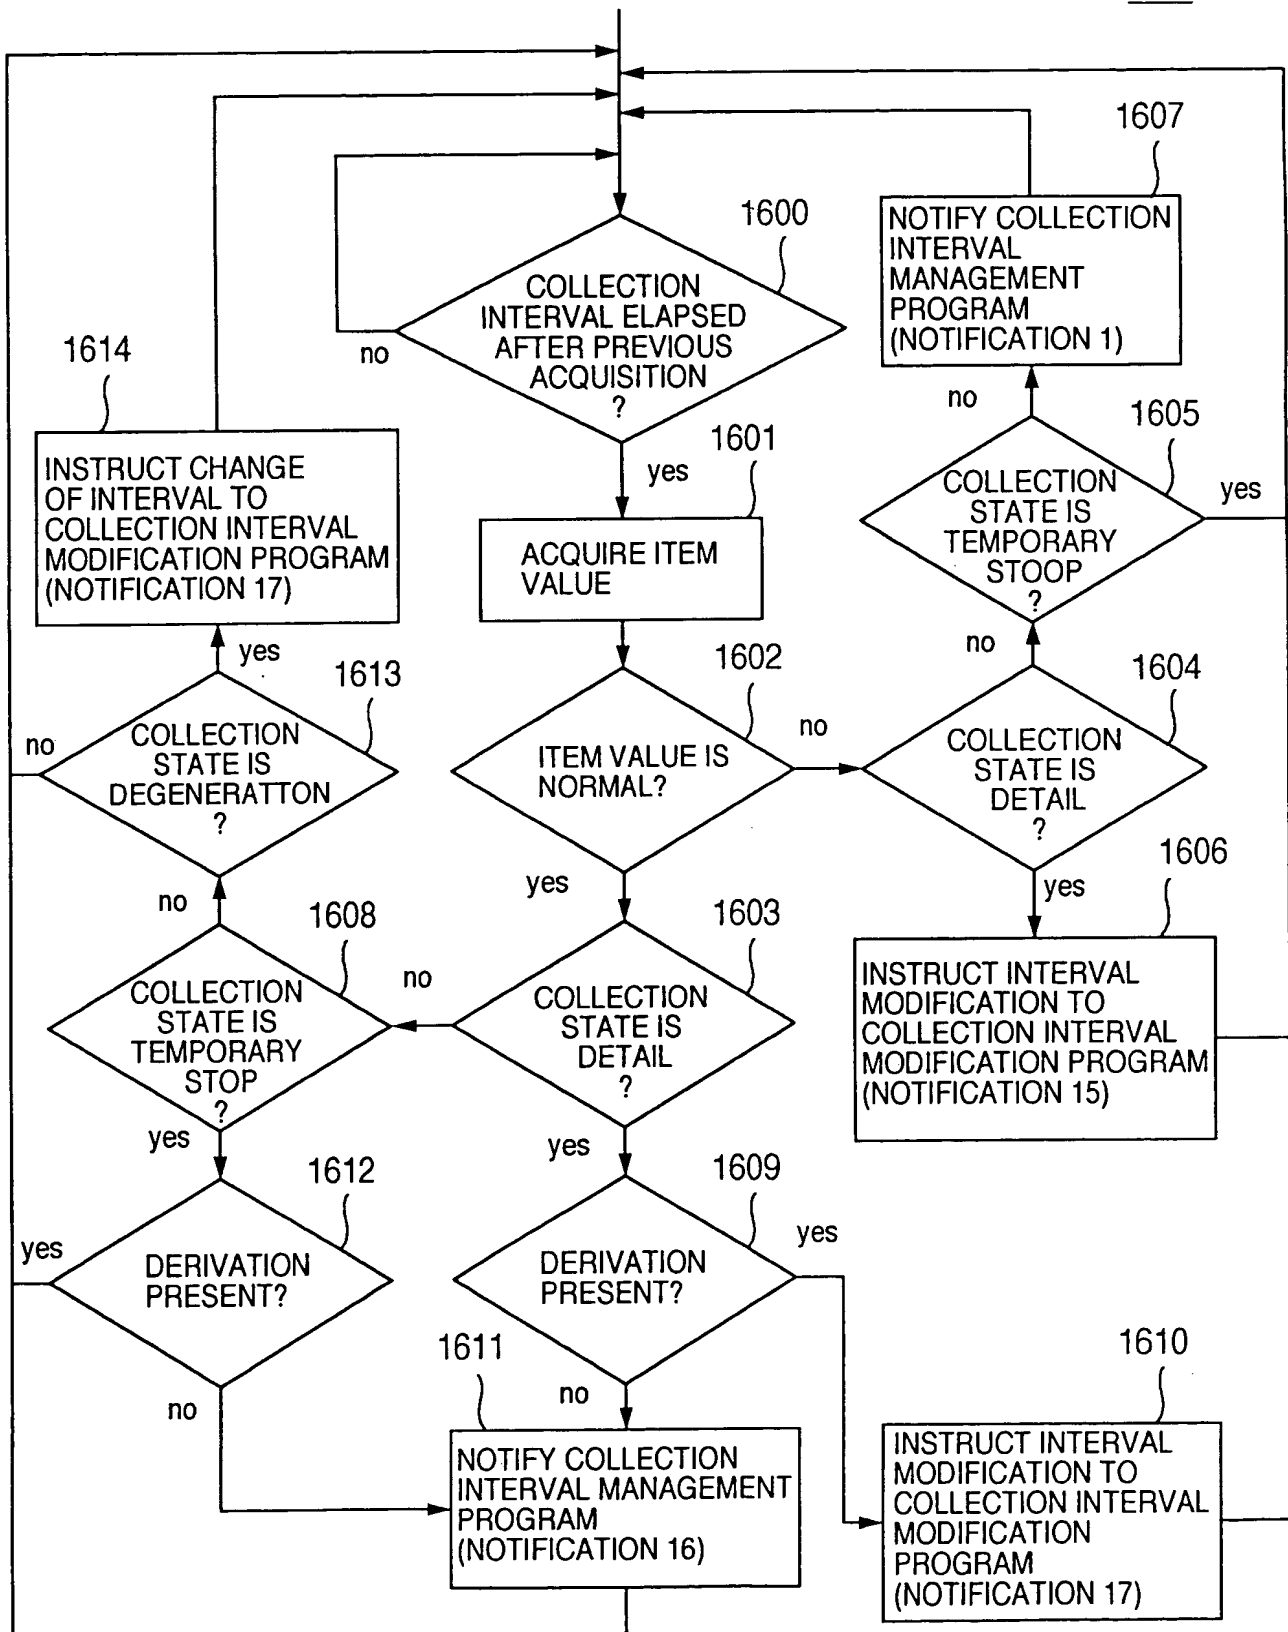 1607
NOTIFY COLLECTION
INTERVAL
MANAGEMENT
PROGRAM
(NOTIFICATION 1)
1600
COLLECTION
INTERVAL ELAPSED
AFTER PREVIOUS
ACQUISITION
?
no
yes
1614
INSTRUCT CHANGE
OF INTERVAL TO
COLLECTION INTERVAL
MODIFICATION PROGRAM
(NOTIFICATION 17)
no
1605
COLLECTION
STATE IS
TEMPORARY
STOOP
?
yes
no
1601
ACQUIRE ITEM
VALUE
yes
1613
COLLECTION
STATE IS
DEGENERATTON
?
no
1602
ITEM VALUE IS
NORMAL?
no
yes
1604
COLLECTION
STATE IS
DETAIL
?
yes
1606
INSTRUCT INTERVAL
MODIFICATION TO
COLLECTION INTERVAL
MODIFICATION PROGRAM
(NOTIFICATION 15)
no
1608
COLLECTION
STATE IS
TEMPORARY
STOP
?
yes
no
1603
COLLECTION
STATE IS
DETAIL
?
yes
1612
DERIVATION
PRESENT?
yes
no
1609
DERIVATION
PRESENT?
yes
no
1611
NOTIFY COLLECTION
INTERVAL MANAGEMENT
PROGRAM
(NOTIFICATION 16)
1610
INSTRUCT INTERVAL
MODIFICATION TO
COLLECTION INTERVAL
MODIFICATION
PROGRAM
(NOTIFICATION 17)